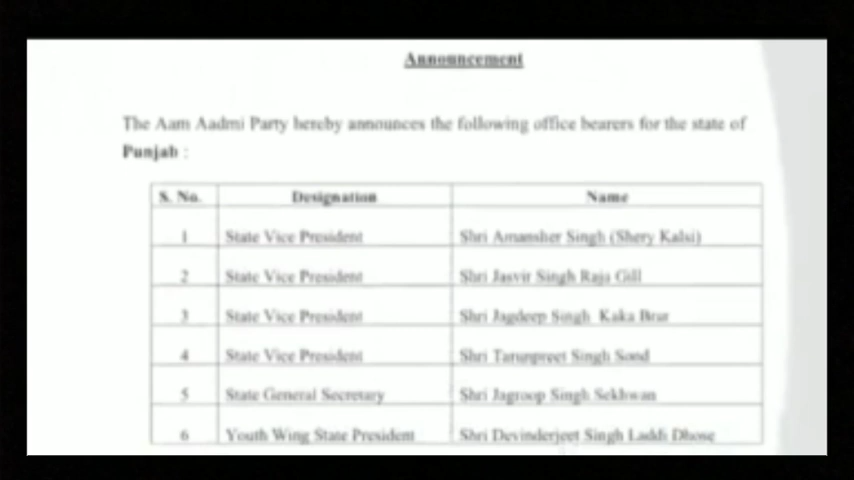 Announcement
The Aam Aadmi Party hereby announces the following office bearers for the state of
Punjab :
S. No. Designation Name
1 State Vice President Shri Amansher Singh (Shery Kalsi)
2 State Vice President Shri Jasvir Singh Raja Gill
3 State Vice President Shri Jagdeep Singh Kaka Brar
4 State Vice President Shri Tarunpreet Singh Sond
5 State General Secretary Shri Jagroop Singh Sekhwan
6 Youth Wing State President Shri Devinderjeet Singh Laddi Dhose